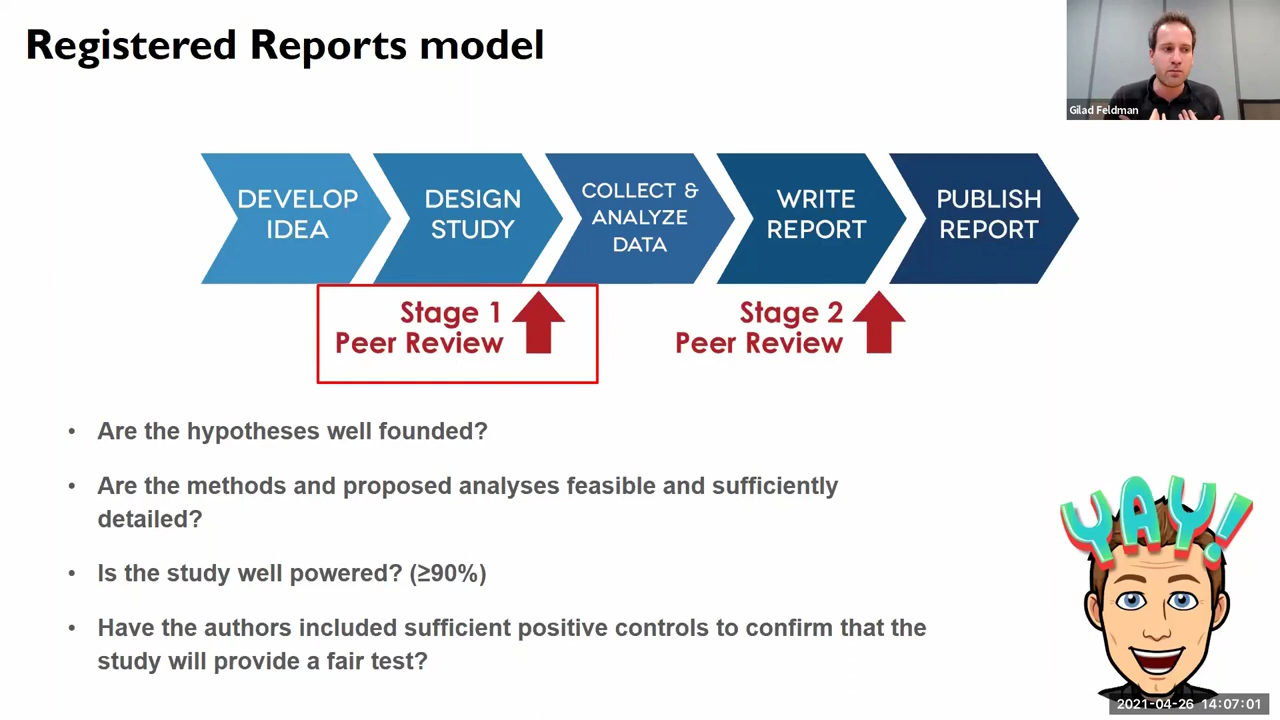 Registered Reports model
Gilad Feldman
DEVELOP
IDEA
DESIGN
STUDY
COLLECT &
ANALYZE
DATA
WRITE
REPORT
PUBLISH
REPORT
Stage 1
Peer Review
Stage 2
Peer Review
• Are the hypotheses well founded?
• Are the methods and proposed analyses feasible and sufficiently
detailed?
• Is the study well powered? (≥90%)
• Have the authors included sufficient positive controls to confirm that the
study will provide a fair test?
YAY!
2021-04-26 14:07:01